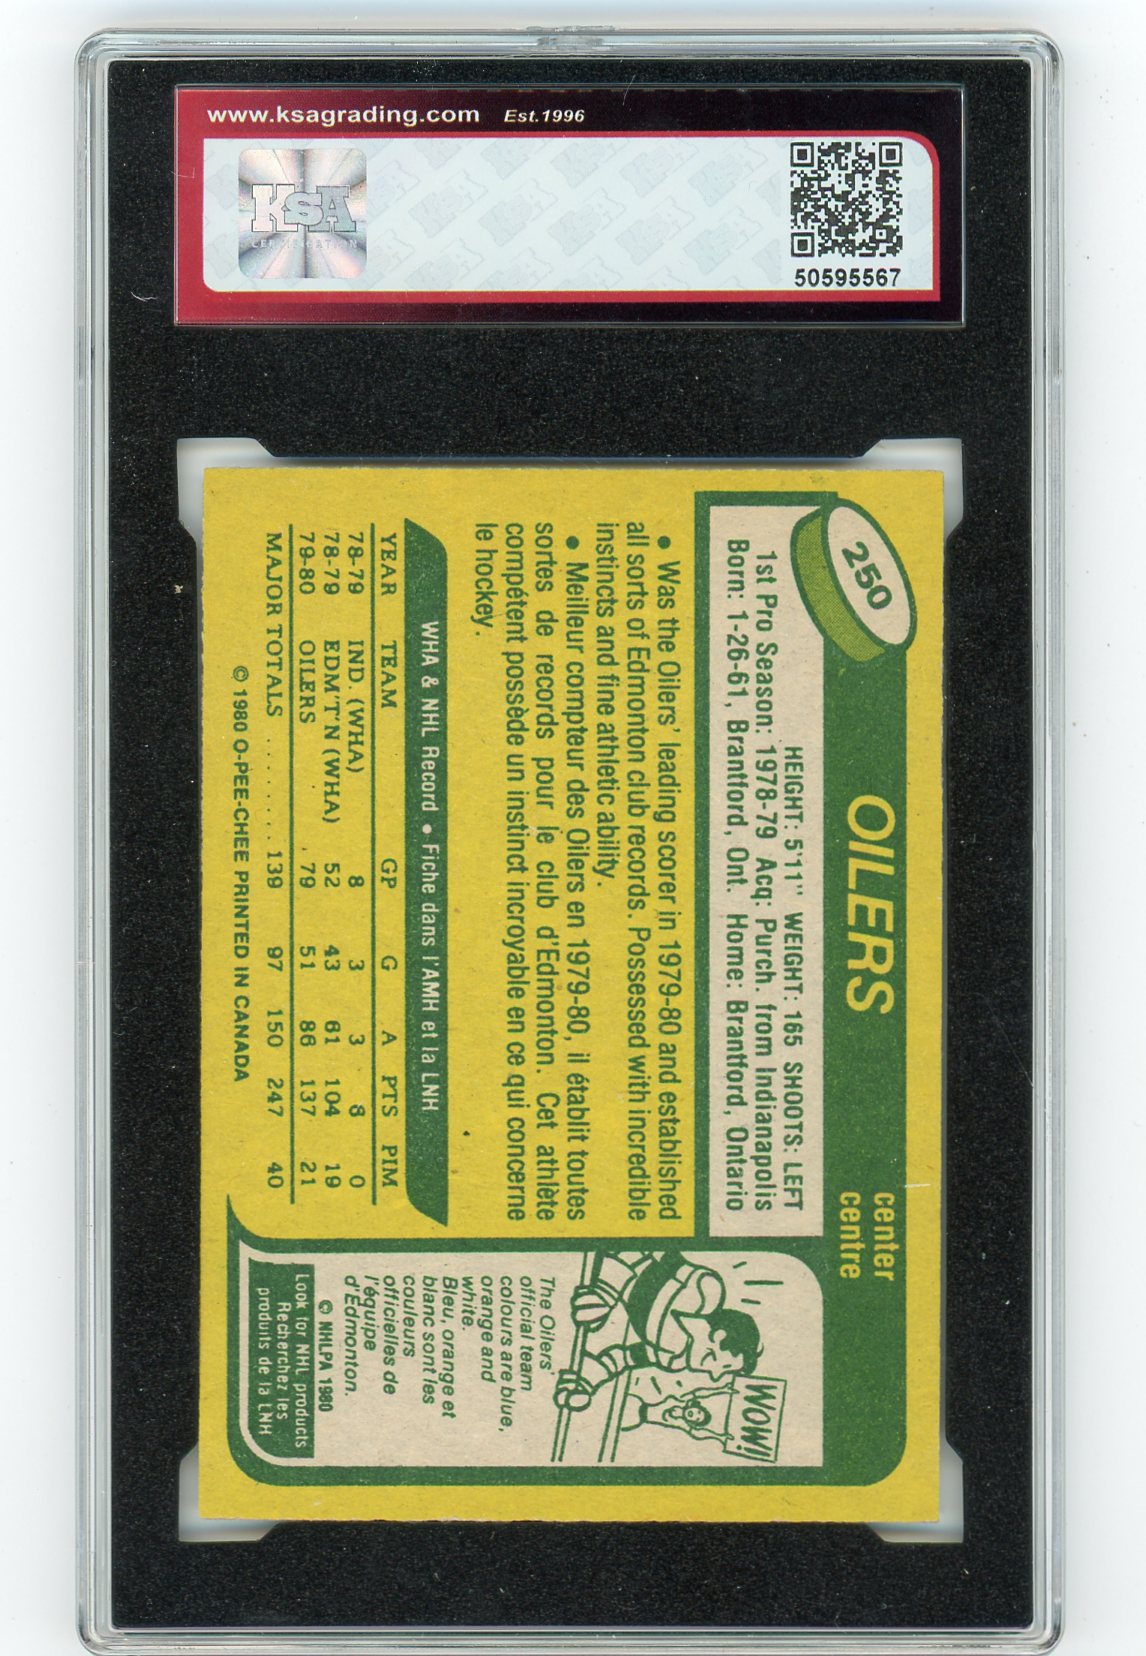 www.ksagrading.com Est.1996
KSA
CERTIFICATION
50595567
250
OILERS
center
centre
HEIGHT: 5'11" WEIGHT: 165 SHOOTS: LEFT
1st Pro Season: 1978-79 Acq: Purch. from Indianapolis
Born: 1-26-61, Brantford, Ont. Home: Brantford, Ontario
• Was the Oilers' leading scorer in 1979-80 and established
all sorts of Edmonton club records. Possessed with incredible
instincts and fine athletic ability.
• Meilleur compteur des Oilers en 1979-80, il établit toutes
sortes de records pour le club d'Edmonton. Cet athlète
compétent possède un instinct incroyable en ce qui concerne
le hockey.
WHA & NHL Record • Fiche dans l'AMH et la LNH
YEAR TEAM GP G A PTS PIM
78-79 IND. (WHA) 8 3 3 8 0
78-79 EDM'T'N (WHA) 52 43 61 104 19
79-80 OILERS 79 51 86 137 21
MAJOR TOTALS ......... 139 97 150 247 40
© 1980 O-PEE-CHEE PRINTED IN CANADA
WOW!
The Oilers'
official team
colours are blue,
orange and
white.
Bleu, orange et
blanc sont les
couleurs
officielles de
l'équipe
d'Edmonton.
© NHLPA 1980
Look for NHL products
Recherchez les
produits de la LNH